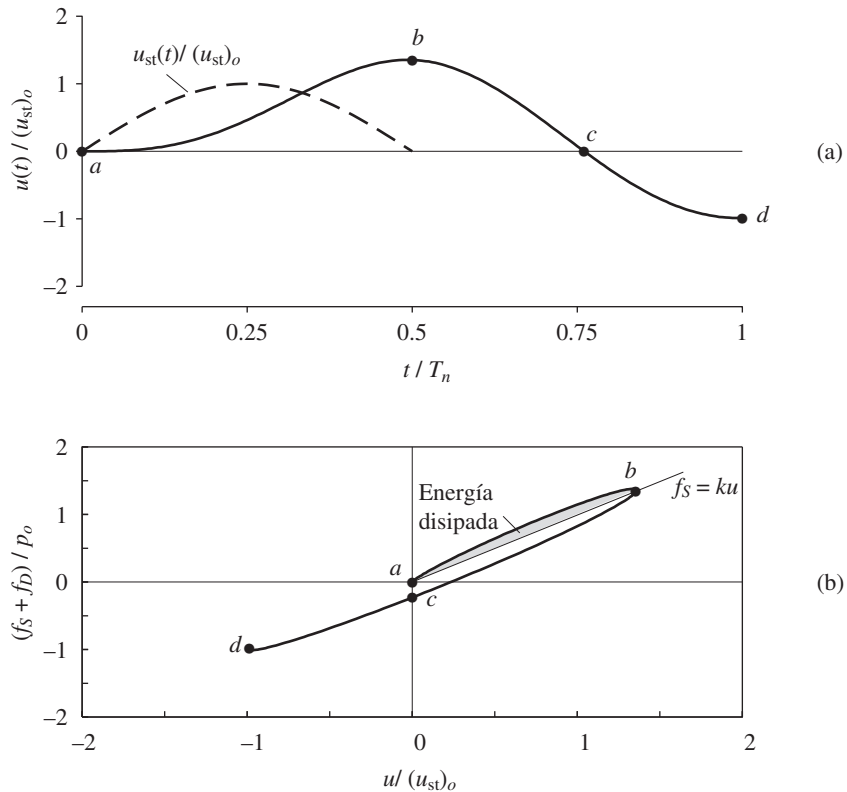 2
1
0
−1
−2
u(t) / (u_st)_o
u_st(t)/ (u_st)_o
a
b
c
d
(a)
0
0.25
0.5
0.75
1
t / T_n
2
1
0
−1
−2
(f_S + f_D) / p_o
Energía
disipada
a
b
f_S = ku
c
d
(b)
−2
−1
0
1
2
u/ (u_st)_o